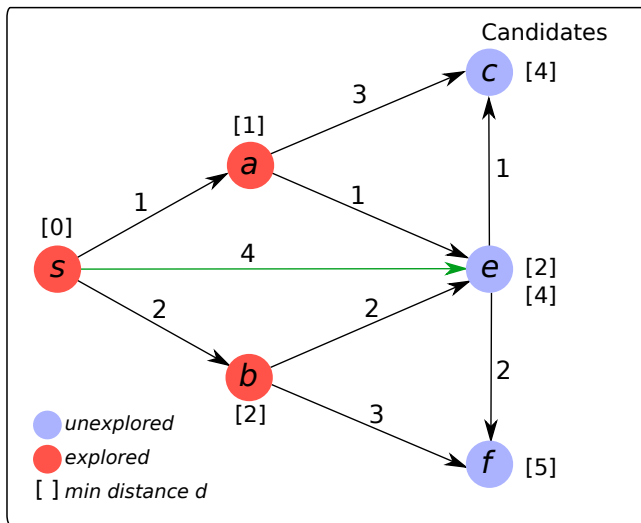 Candidates
c [4]
3
[1]
a
1
1
1
[0]
s
4
e [2]
[4]
2
2
2
b
[2]
3
f [5]
unexplored
explored
[ ] min distance d